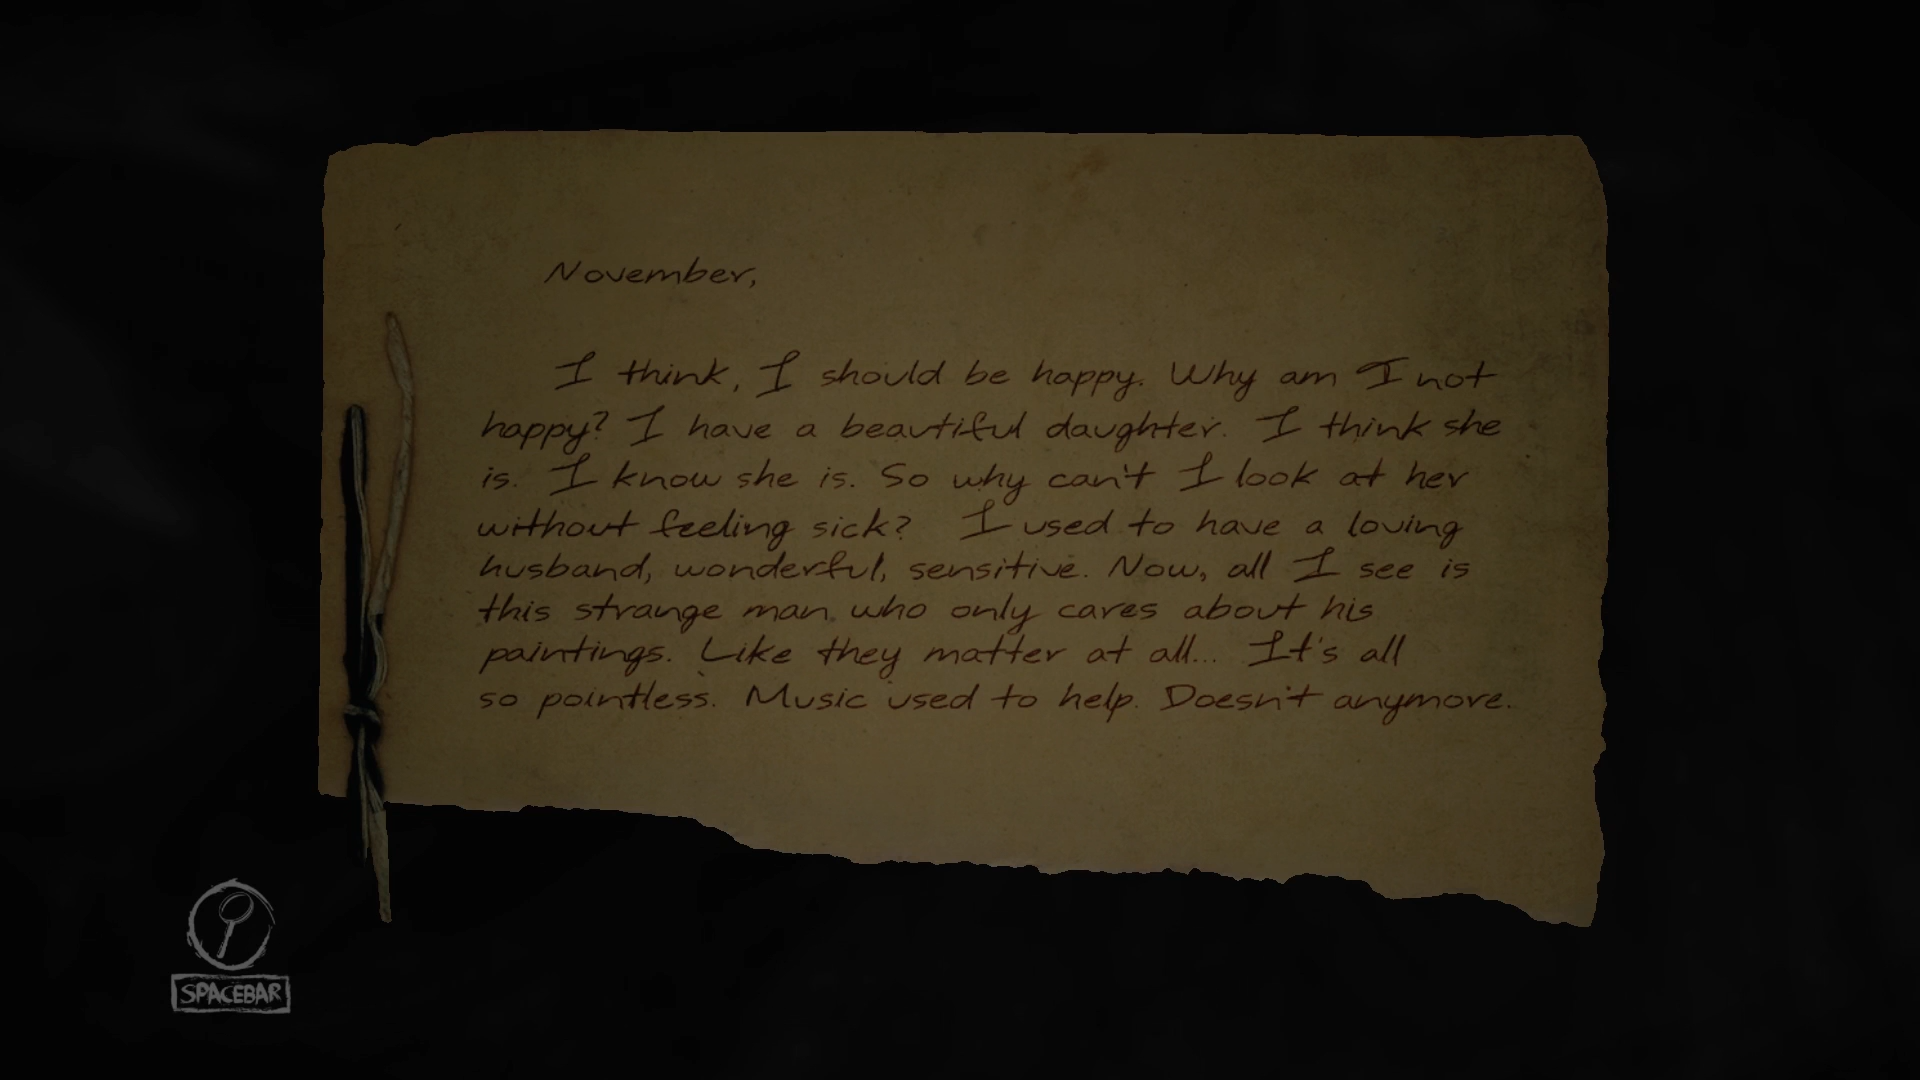 November,
I think, I should be happy. Why am I not
happy? I have a beautiful daughter. I think she
is. I know she is. So why can't I look at her
without feeling sick? I used to have a loving
husband, wonderful, sensitive. Now, all I see is
this strange man who only cares about his
paintings. Like they matter at all... It's all
so pointless. Music used to help. Doesn't anymore.
SPACEBAR